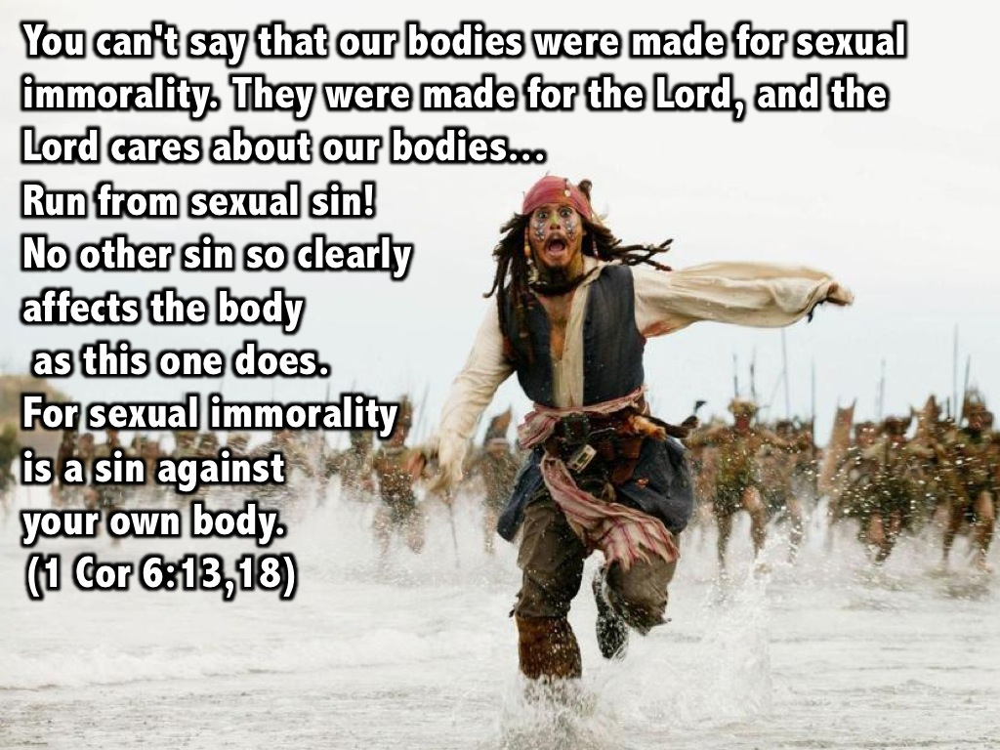 You can't say that our bodies were made for sexual
immorality. They were made for the Lord, and the
Lord cares about our bodies...
Run from sexual sin!
No other sin so clearly
affects the body
as this one does.
For sexual immorality
is a sin against
your own body.
(1 Cor 6:13,18)